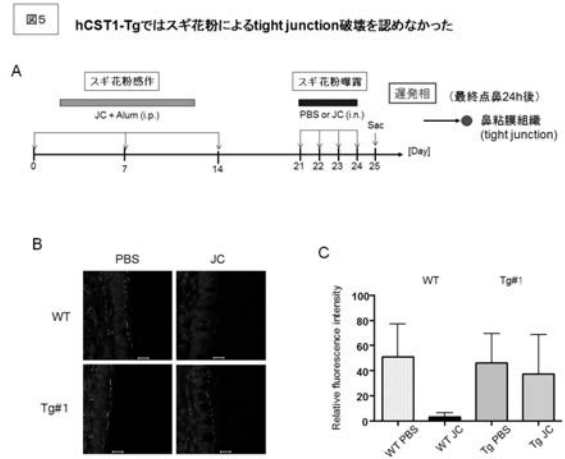 図5
hCST1-Tgではスギ花粉によるtight junction破壊を認めなかった
A
スギ花粉感作
スギ花粉曝露
遅発相
(最終点鼻24h後)
JC + Alum (i.p.)
PBS or JC (i.n.)
鼻粘膜組織
(tight junction)
Sac
[Day]
0
7
14
21
22
23
24
25
B
PBS
JC
WT
Tg#1
C
WT
Tg#1
Relative fluorescence intensity
100
80
60
40
20
0
WT PBS
WT JC
Tg PBS
Tg JC